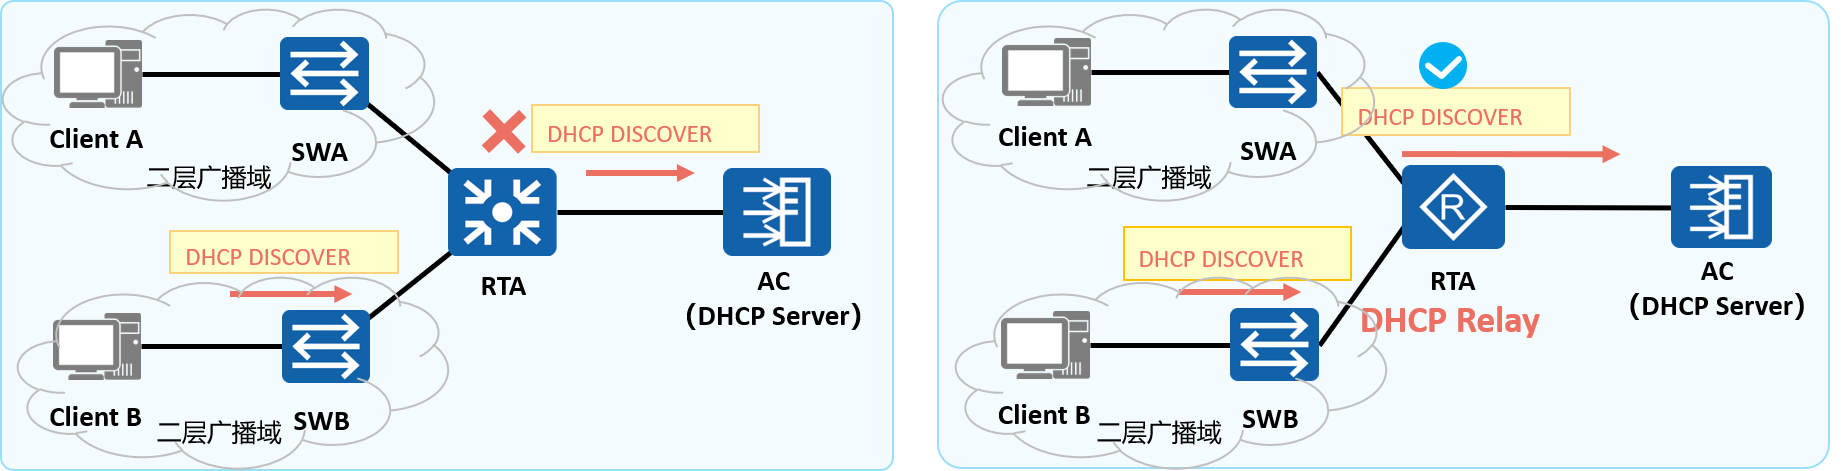 Client A
SWA
二层广播域
DHCP DISCOVER
DHCP DISCOVER
RTA
AC
(DHCP Server)
Client B
SWB
二层广播域
Client A
SWA
二层广播域
DHCP DISCOVER
DHCP DISCOVER
R
RTA
DHCP Relay
AC
(DHCP Server)
Client B
SWB
二层广播域